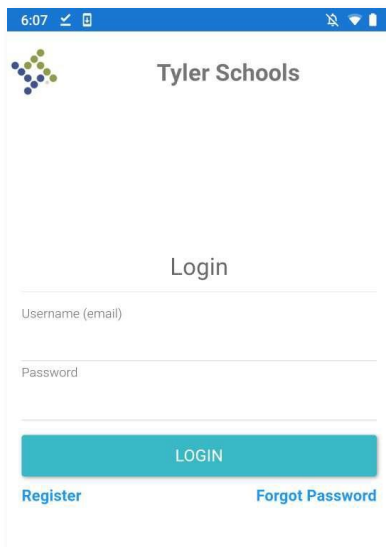 6:07
Tyler Schools
Login
Username (email)
Password
LOGIN
Register Forgot Password